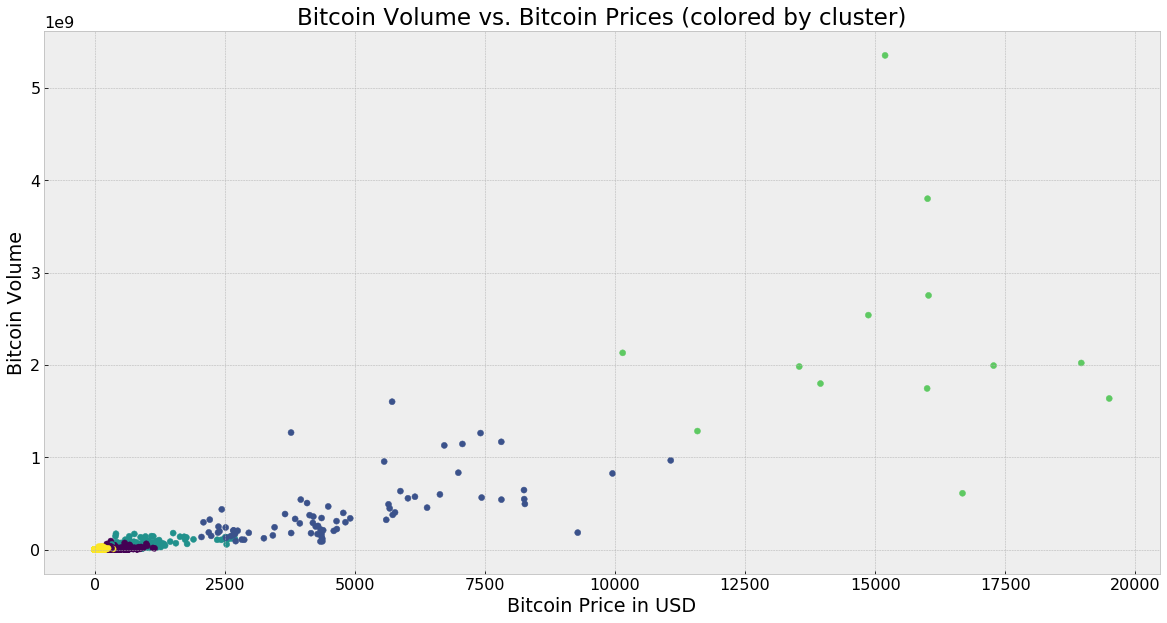 Bitcoin Volume vs. Bitcoin Prices (colored by cluster)
1e9
5
4
3
2
1
0
Bitcoin Volume
0 2500 5000 7500 10000 12500 15000 17500 20000
Bitcoin Price in USD